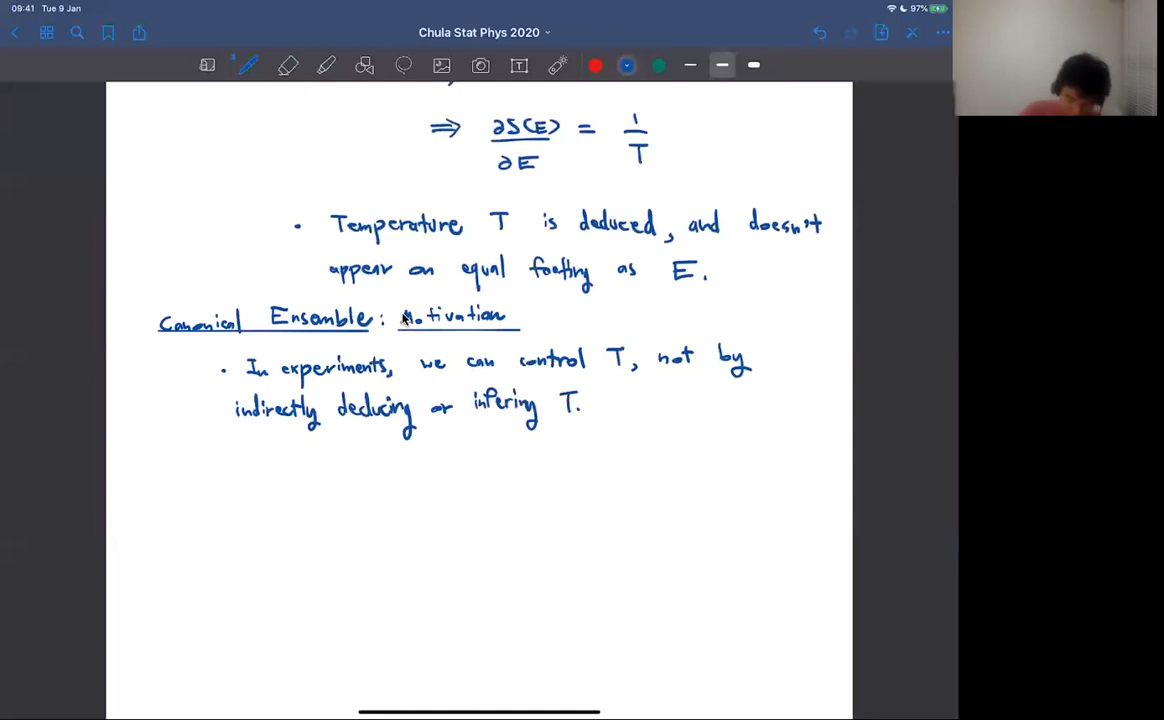 09:41 Tue 9 Jan
97%
Chula Stat Phys 2020
⇒ ∂S(E)/∂E = 1/T
• Temperature T is deduced, and doesn't
appear on equal footing as E.
Canonical Ensemble: Motivation
• In experiments, we can control T, not by
indirectly deducing or infering T.